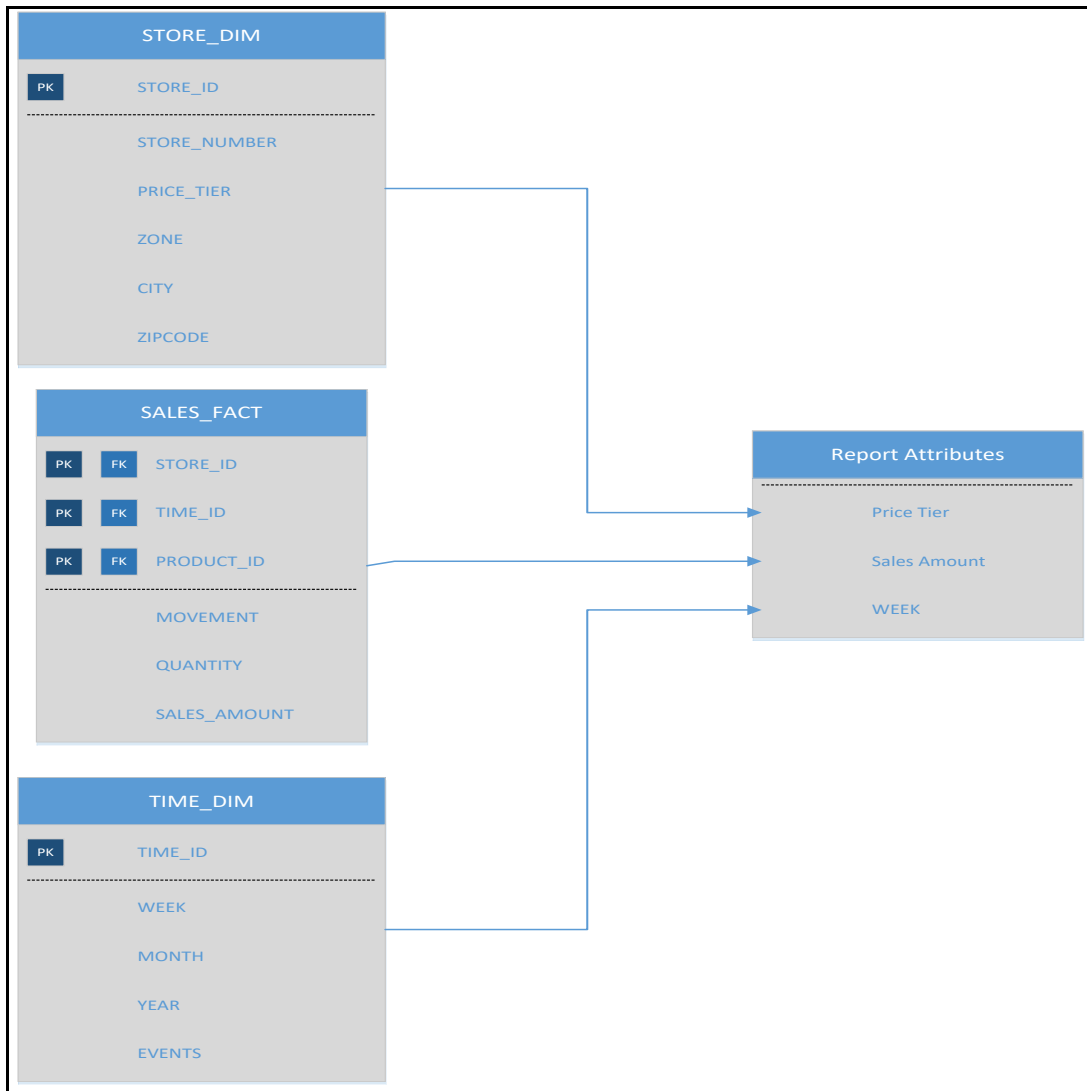 STORE_DIM
PK STORE_ID
STORE_NUMBER
PRICE_TIER
ZONE
CITY
ZIPCODE
SALES_FACT
PK FK STORE_ID
PK FK TIME_ID
PK FK PRODUCT_ID
MOVEMENT
QUANTITY
SALES_AMOUNT
TIME_DIM
PK TIME_ID
WEEK
MONTH
YEAR
EVENTS
Report Attributes
Price Tier
Sales Amount
WEEK